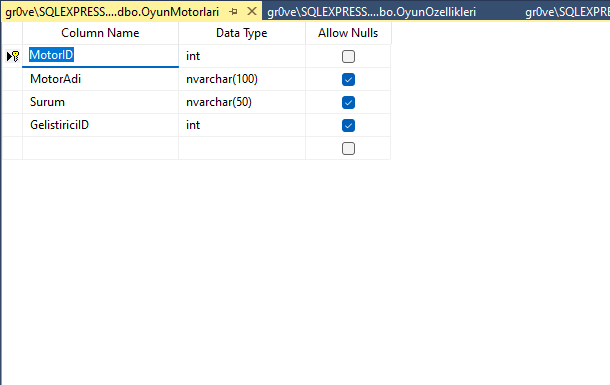 gr0ve\SQLEXPRESS....dbo.OyunMotorlari gr0ve\SQLEXPRESS....bo.OyunOzellikleri gr0ve\SQLEXPRES
Column Name Data Type Allow Nulls
MotorID int
MotorAdi nvarchar(100)
Surum nvarchar(50)
GelistiriciID int